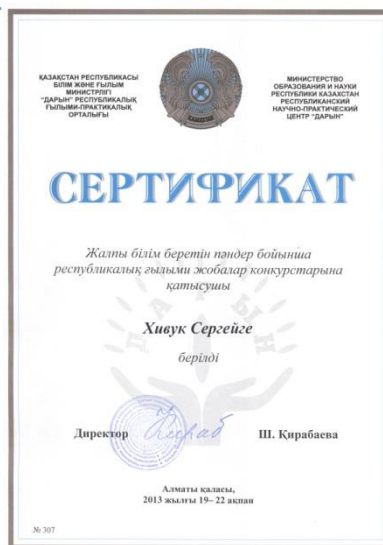 ҚАЗАҚСТАН РЕСПУБЛИКАСЫ
БІЛІМ ЖӘНЕ ҒЫЛЫМ
МИНИСТРЛІГІ
"ДАРЫН" РЕСПУБЛИКАЛЫҚ
ҒЫЛЫМИ-ПРАКТИКАЛЫҚ
ОРТАЛЫҒЫ
МИНИСТЕРСТВО
ОБРАЗОВАНИЯ И НАУКИ
РЕСПУБЛИКИ КАЗАХСТАН
РЕСПУБЛИКАНСКИЙ
НАУЧНО-ПРАКТИЧЕСКИЙ
ЦЕНТР "ДАРЫН"
СЕРТИФИКАТ
Жалпы білім беретін пәндер бойынша
республикалық ғылыми жобалар конкурстарына
қатысушы
Хивук Сергейге
берілді
ДАРЫН
Директор
Ш. Қирабаева
Алматы қаласы,
2013 жылғы 19– 22 ақпан
№ 307